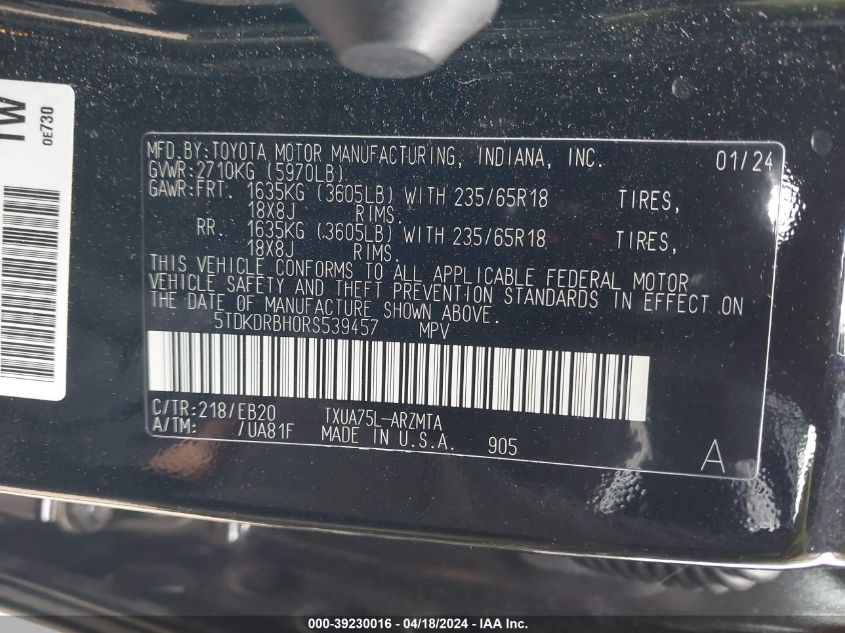 1W
0E730
MFD.BY:TOYOTA MOTOR MANUFACTURING, INDIANA, INC. 01/24
GVWR:2710KG (5970LB)
GAWR:FRT. 1635KG (3605LB) WITH 235/65R18 TIRES,
18X8J RIMS.
RR. 1635KG (3605LB) WITH 235/65R18 TIRES,
18X8J RIMS.
THIS VEHICLE CONFORMS TO ALL APPLICABLE FEDERAL MOTOR
VEHICLE SAFETY AND THEFT PREVENTION STANDARDS IN EFFECT ON
THE DATE OF MANUFACTURE SHOWN ABOVE.
5TDKDRBH0RS539457 MPV
C/TR:218/EB20 TXUA75L-ARZMTA
A/TM: /UA81F MADE IN U.S.A. 905
A
000-39230016 - 04/18/2024 - IAA Inc.